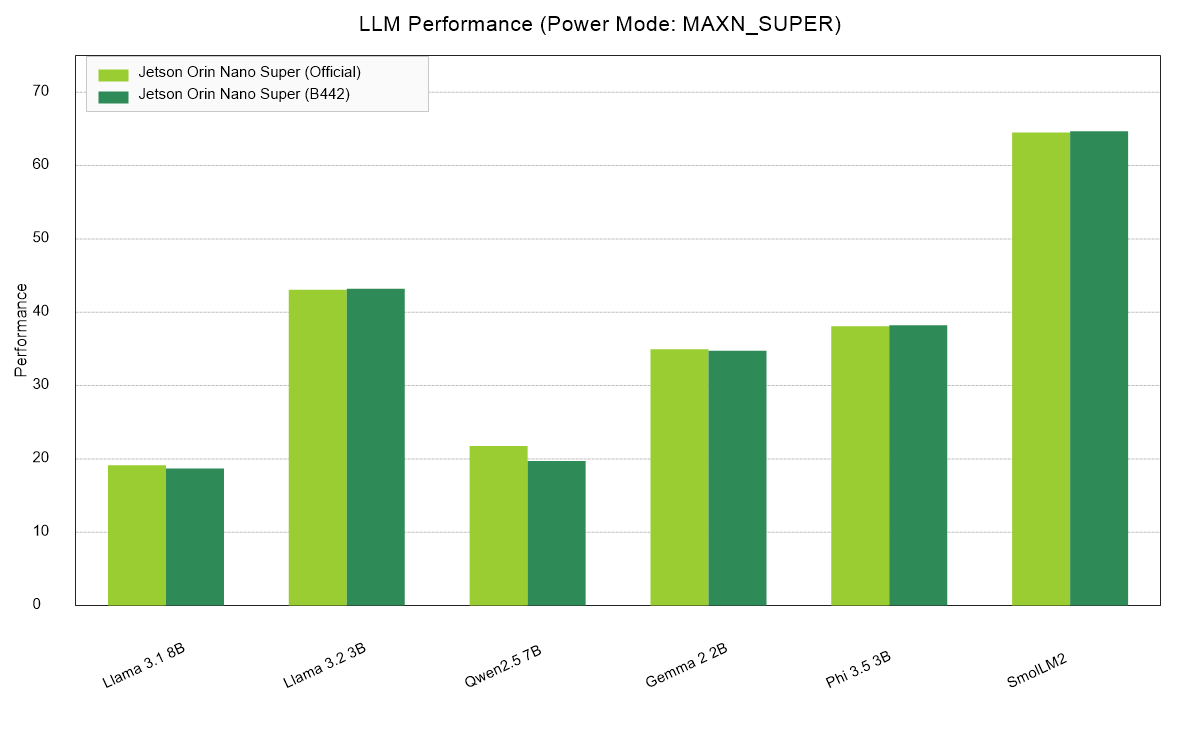 LLM Performance (Power Mode: MAXN_SUPER)
Jetson Orin Nano Super (Official)
Jetson Orin Nano Super (B442)
Performance
70
60
50
40
30
20
10
0
Llama 3.1 8B
Llama 3.2 3B
Qwen2.5 7B
Gemma 2 2B
Phi 3.5 3B
SmolLM2